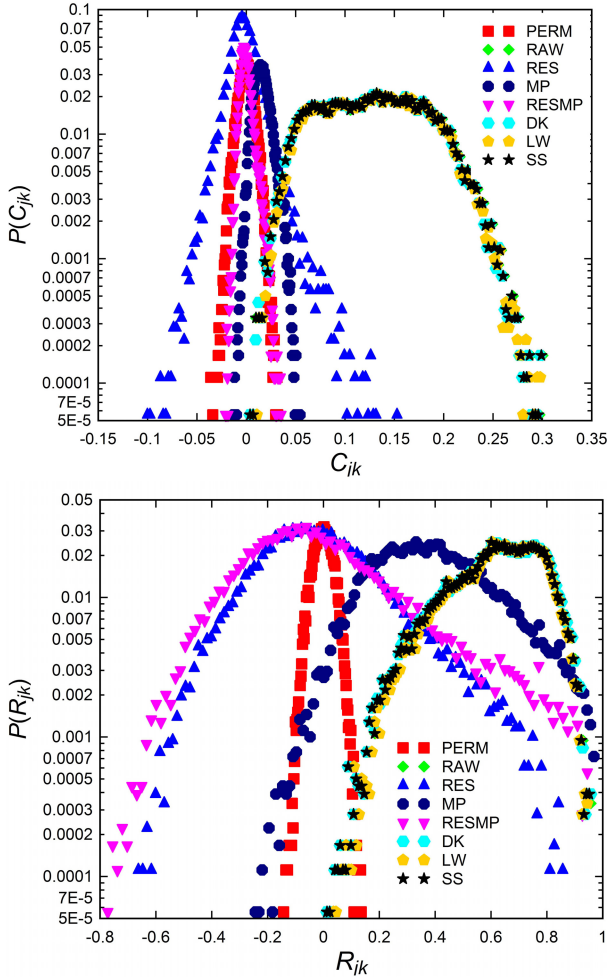 0.1
0.07
0.05
0.03
0.02
0.01
0.007
0.005
0.003
0.002
0.001
0.0005
0.0003
0.0002
0.0001
7E-5
5E-5
P(Cjk)
PERM
RAW
RES
MP
RESMP
DK
LW
SS
-0.15 -0.1 -0.05 0 0.05 0.1 0.15 0.2 0.25 0.3 0.35
Cjk
0.05
0.03
0.02
0.01
0.007
0.005
0.003
0.002
0.001
0.0005
0.0003
0.0002
0.0001
7E-5
5E-5
P(Rjk)
PERM
RAW
RES
MP
RESMP
DK
LW
SS
-0.8 -0.6 -0.4 -0.2 0 0.2 0.4 0.6 0.8 1
Rjk